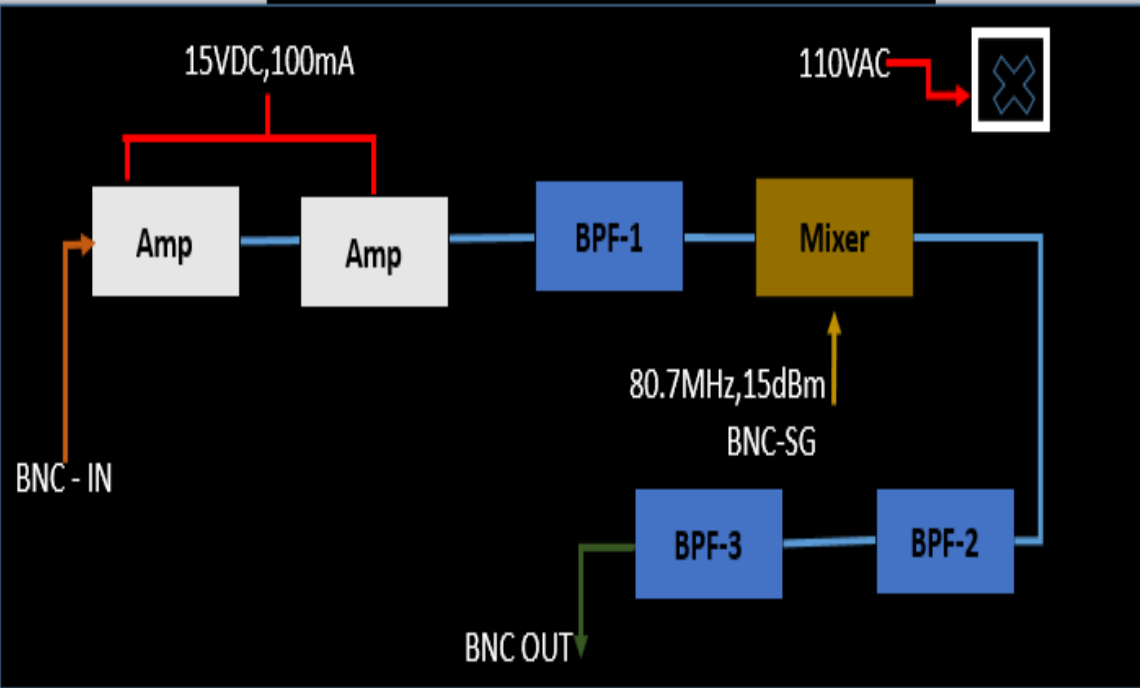 15VDC,100mA
110VAC
Amp
Amp
BPF-1
Mixer
80.7MHz,15dBm
BNC-SG
BNC - IN
BPF-3
BPF-2
BNC OUT